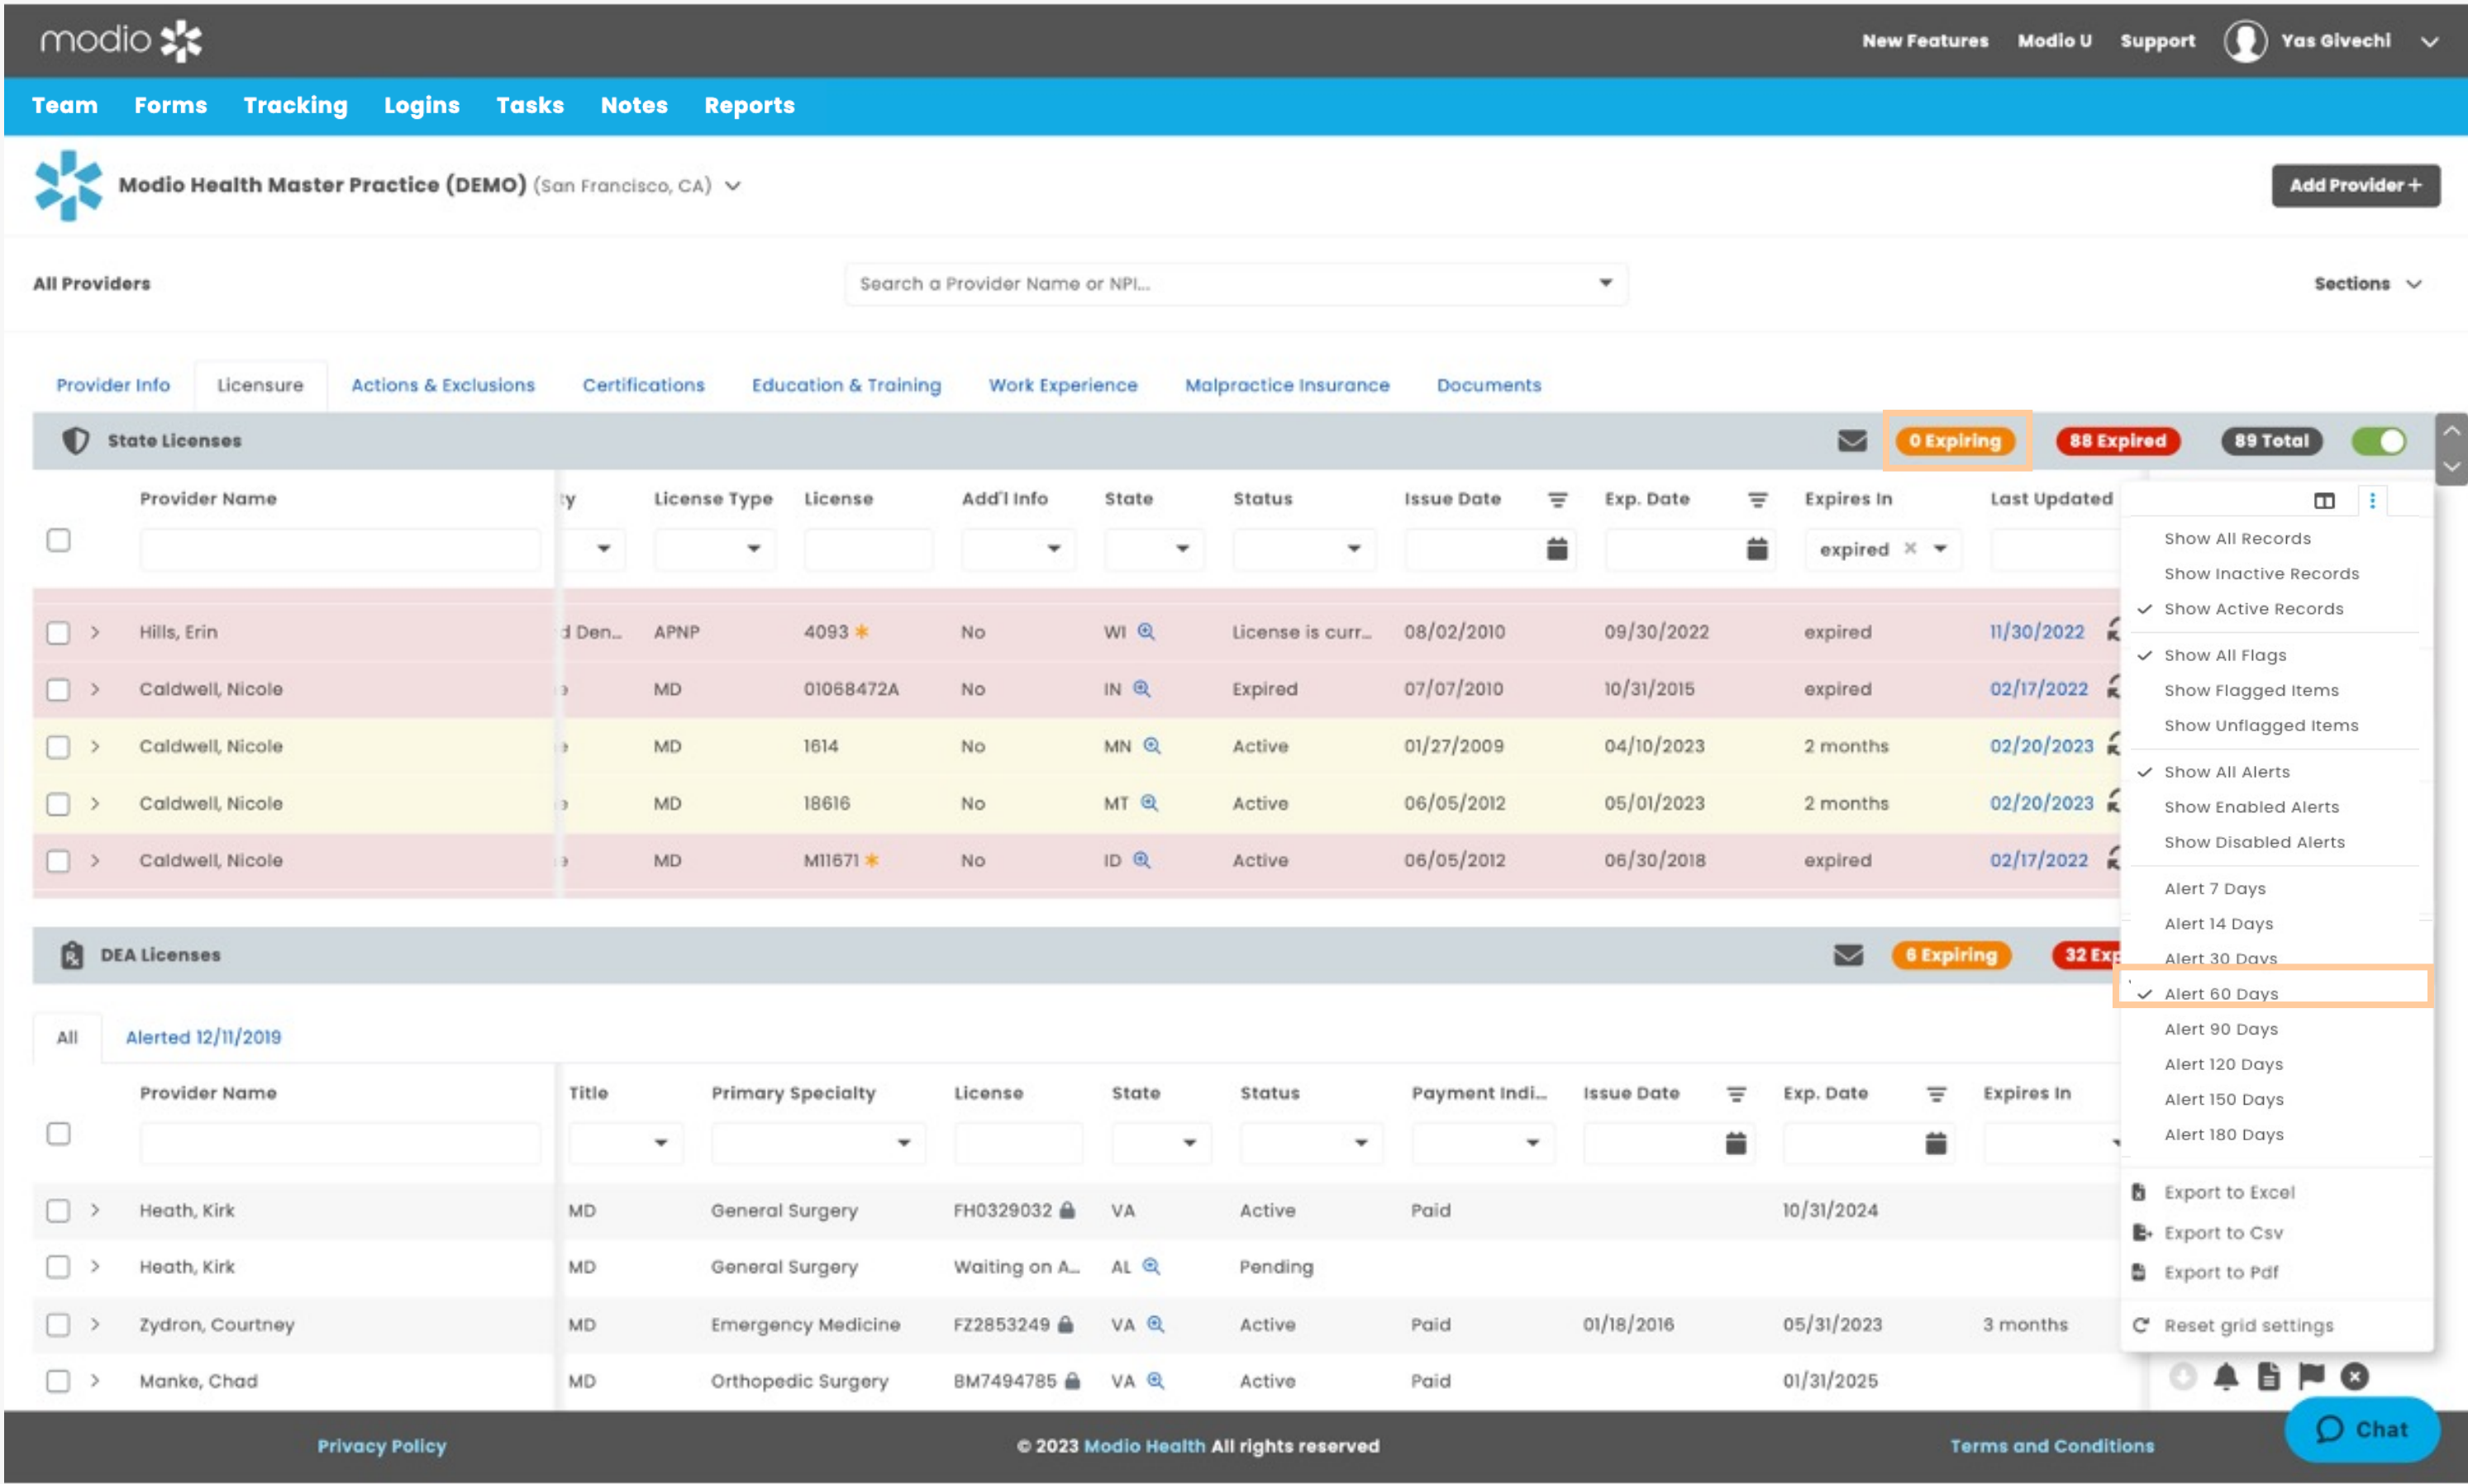 modio
New Features Modio U Support Yas Givechi
Team Forms Tracking Logins Tasks Notes Reports
Modio Health Master Practice (DEMO) (San Francisco, CA)
Add Provider +
All Providers
Search a Provider Name or NPI...
Sections
Provider Info Licensure Actions & Exclusions Certifications Education & Training Work Experience Malpractice Insurance Documents
State Licenses 0 Expiring 88 Expired 89 Total
Provider Name ty License Type License Add'l Info State Status Issue Date Exp. Date Expires In Last Updated
expired ×
Hills, Erin d Den... APNP 4093 * No WI License is curr... 08/02/2010 09/30/2022 expired 11/30/2022
Caldwell, Nicole MD 01068472A No IN Expired 07/07/2010 10/31/2015 expired 02/17/2022
Caldwell, Nicole MD 1614 No MN Active 01/27/2009 04/10/2023 2 months 02/20/2023
Caldwell, Nicole MD 18616 No MT Active 06/05/2012 05/01/2023 2 months 02/20/2023
Caldwell, Nicole MD M11671 * No ID Active 06/05/2012 06/30/2018 expired 02/17/2022
Show All Records
Show Inactive Records
Show Active Records
Show All Flags
Show Flagged Items
Show Unflagged Items
Show All Alerts
Show Enabled Alerts
Show Disabled Alerts
Alert 7 Days
Alert 14 Days
Alert 30 Days
Alert 60 Days
Alert 90 Days
Alert 120 Days
Alert 150 Days
Alert 180 Days
Export to Excel
Export to Csv
Export to Pdf
Reset grid settings
DEA Licenses 6 Expiring 32 Exp
All Alerted 12/11/2019
Provider Name Title Primary Specialty License State Status Payment Indi... Issue Date Exp. Date Expires In
Heath, Kirk MD General Surgery FH0329032 VA Active Paid 10/31/2024
Heath, Kirk MD General Surgery Waiting on A... AL Pending
Zydron, Courtney MD Emergency Medicine FZ2853249 VA Active Paid 01/18/2016 05/31/2023 3 months
Manke, Chad MD Orthopedic Surgery BM7494785 VA Active Paid 01/31/2025
Privacy Policy © 2023 Modio Health All rights reserved Terms and Conditions
Chat